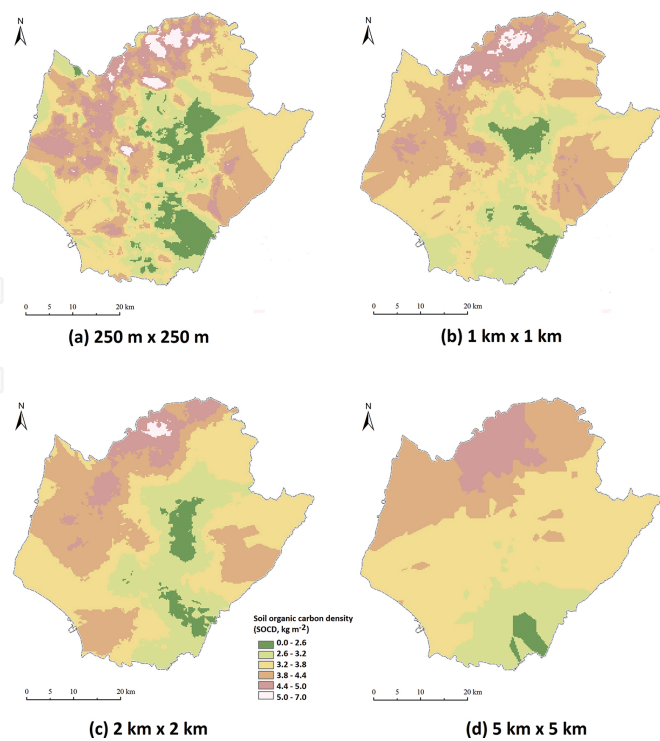 N
0 5 10 20 km
(a) 250 m x 250 m
N
0 5 10 20 km
(b) 1 km x 1 km
N
0 5 10 20 km
(c) 2 km x 2 km
Soil organic carbon density
(SOCD, kg m-2)
0.0 - 2.6
2.6 - 3.2
3.2 - 3.8
3.8 - 4.4
4.4 - 5.0
5.0 - 7.0
N
0 5 10 20 km
(d) 5 km x 5 km